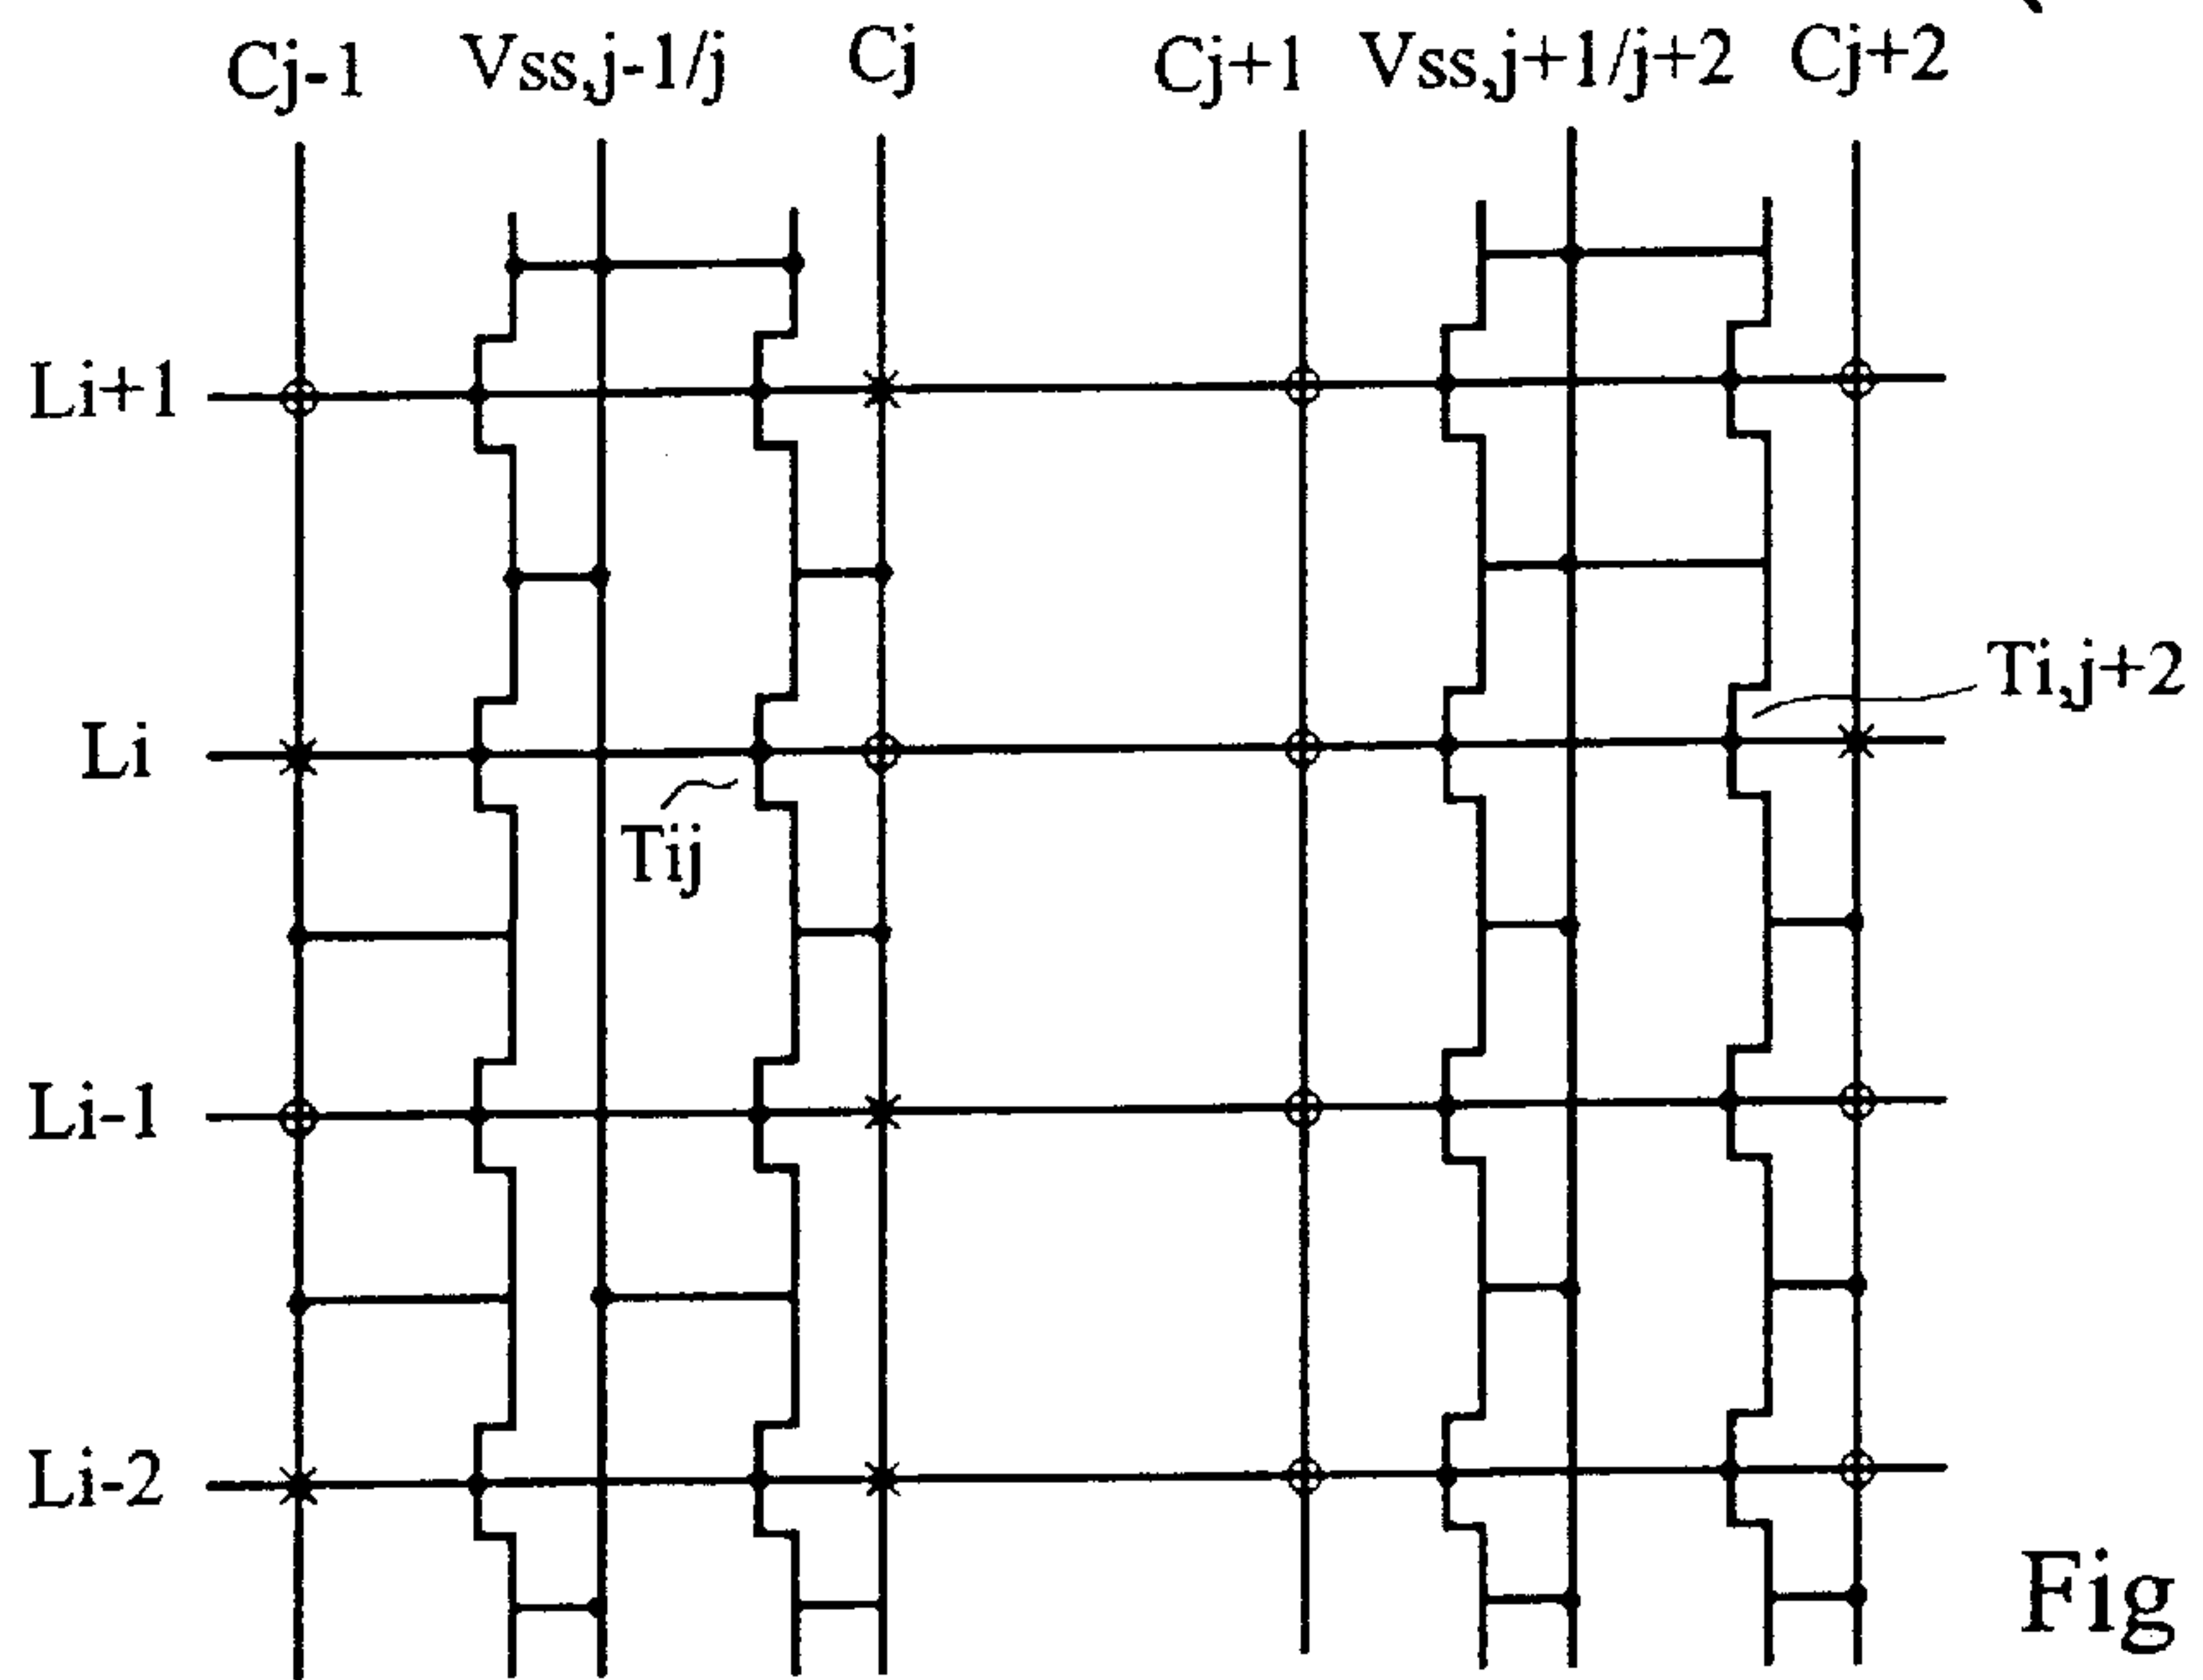 Cj-1 Vss,j-1/j Cj Cj+1 Vss,j+1/j+2 Cj+2
Li+1
Ti,j+2
Li
Tij
Li-1
Li-2
Fig